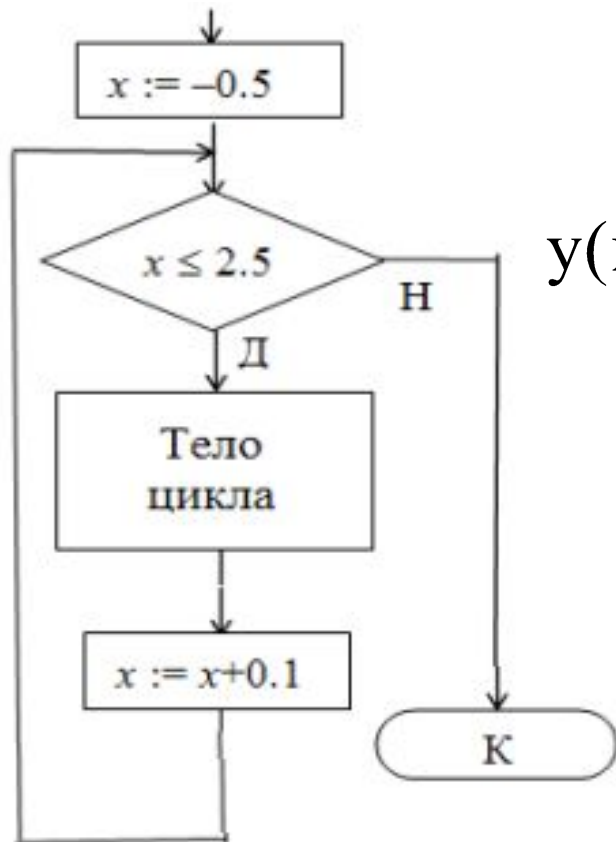 x := –0.5
x ≤ 2.5
y(
Н
Д
Тело
цикла
x := x+0.1
К